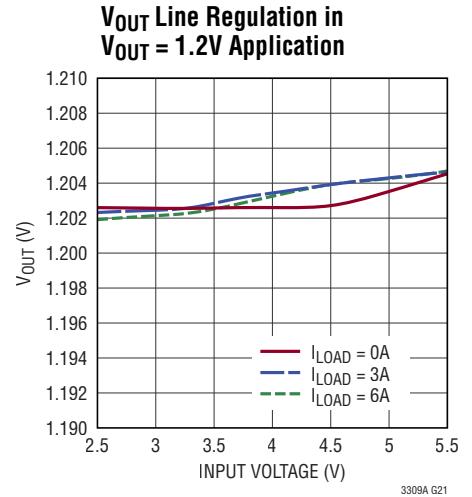 VOUT Line Regulation in
VOUT = 1.2V Application
1.210
1.208
1.206
1.204
1.202
1.200
1.198
1.196
1.194
1.192
1.190
VOUT (V)
ILOAD = 0A
ILOAD = 3A
ILOAD = 6A
2.5 3 3.5 4 4.5 5 5.5
INPUT VOLTAGE (V)
3309A G21